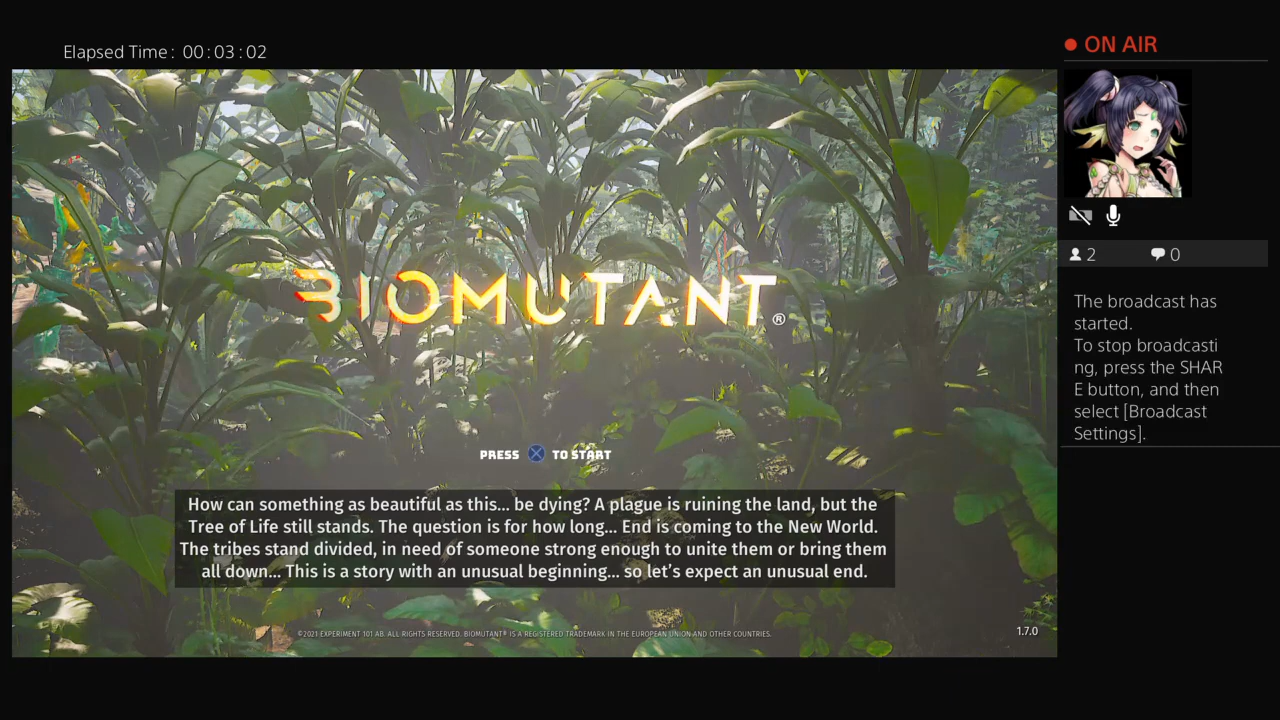 Elapsed Time: 00:03:02
ON AIR
2 0
The broadcast has
started.
To stop broadcasti
ng, press the SHAR
E button, and then
select [Broadcast
Settings].
BIOMUTANT®
PRESS TO START
How can something as beautiful as this... be dying? A plague is ruining the land, but the
Tree of Life still stands. The question is for how long... End is coming to the New World.
The tribes stand divided, in need of someone strong enough to unite them or bring them
all down... This is a story with an unusual beginning... so let's expect an unusual end.
©2021 EXPERIMENT 101 AB. ALL RIGHTS RESERVED. BIOMUTANT® IS A REGISTERED TRADEMARK IN THE EUROPEAN UNION AND OTHER COUNTRIES.
1.7.0